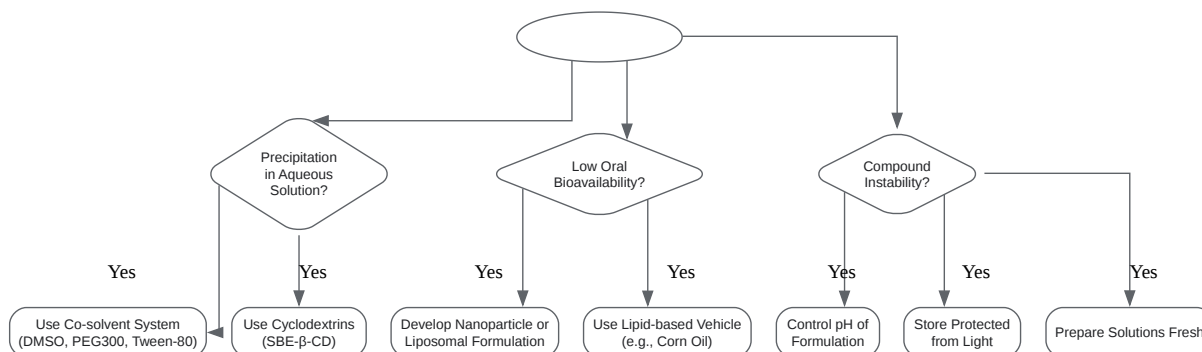 Precipitation
in Aqueous
Solution?
Low Oral
Bioavailability?
Compound
Instability?
Yes
Yes
Yes
Yes
Yes
Yes
Yes
Use Co-solvent System
(DMSO, PEG300, Tween-80)
Use Cyclodextrins
(SBE-β-CD)
Develop Nanoparticle or
Liposomal Formulation
Use Lipid-based Vehicle
(e.g., Corn Oil)
Control pH of
Formulation
Store Protected
from Light
Prepare Solutions Fresh